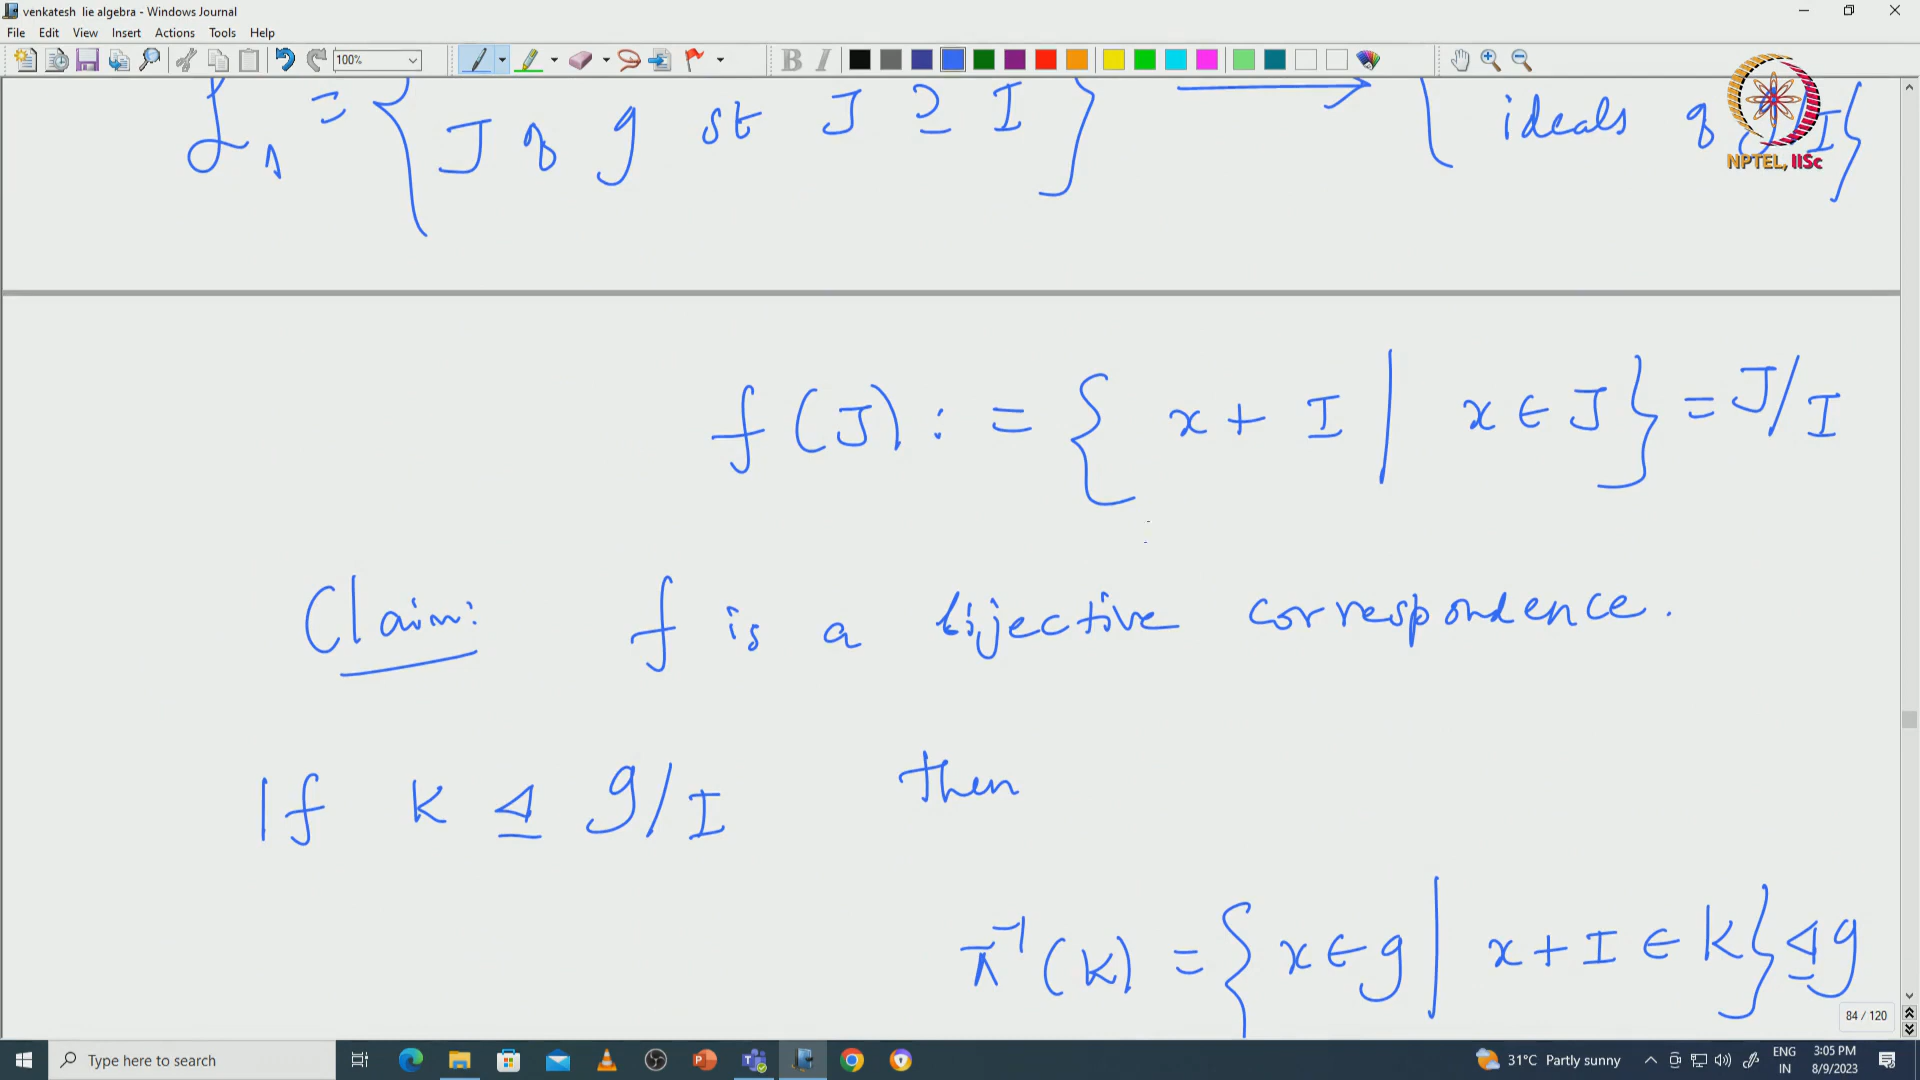 venkatesh lie algebra - Windows Journal
File Edit View Insert Actions Tools Help
100%
L₁ = { J of g st J ⊇ I } → { ideals of g/I }
NPTEL, IISc
f(J) := { x + I | x ∈ J } = J/I
Claim: f is a bijective correspondence.
If K ⊴ g/I then
π⁻¹(K) = { x ∈ g | x + I ∈ K } ⊴ g
84 / 120
Type here to search
31°C Partly sunny
ENG
IN
3:05 PM
8/9/2023